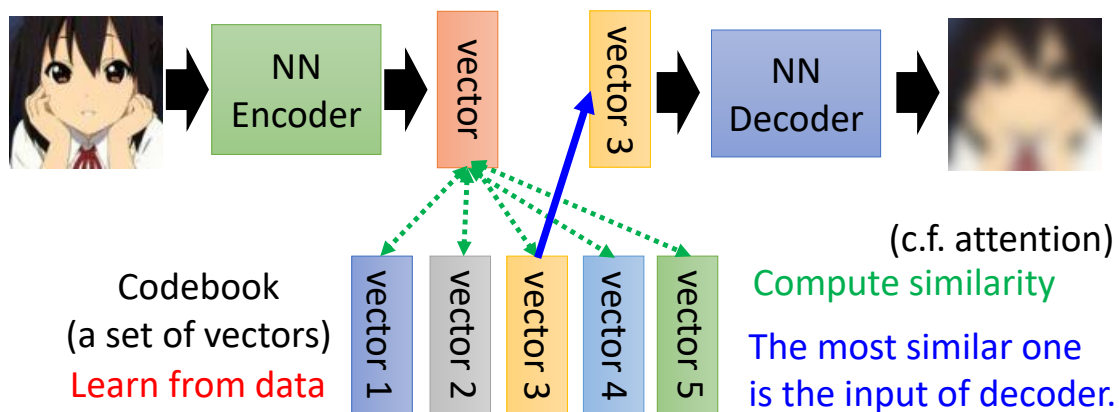 NN
Encoder
vector
vector 3
NN
Decoder
(c.f. attention)
Compute similarity
Codebook
(a set of vectors)
Learn from data
vector 1
vector 2
vector 3
vector 4
vector 5
The most similar one
is the input of decoder.